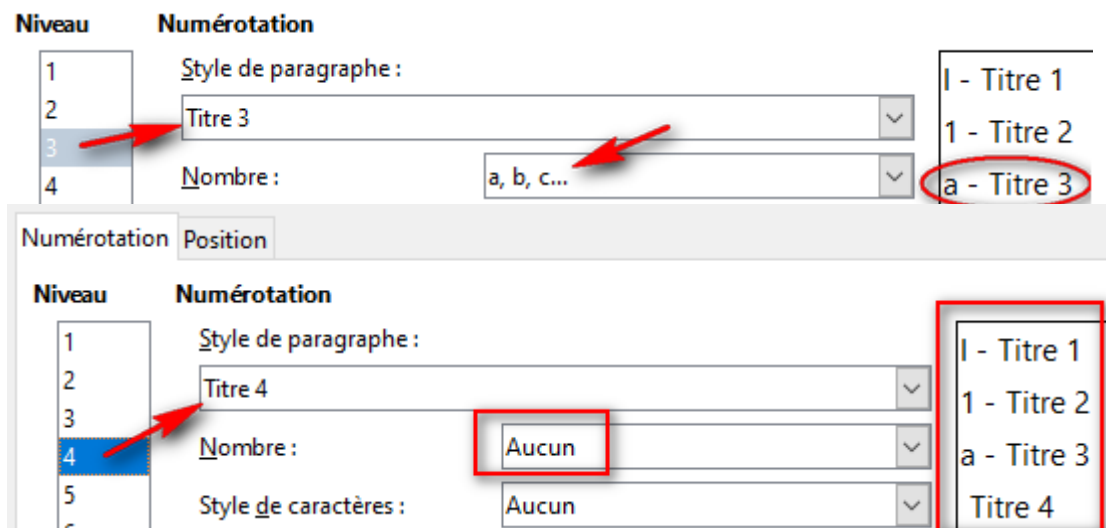 Niveau Numérotation
1 Style de paragraphe : I - Titre 1
2 Titre 3 1 - Titre 2
3
4 Nombre : a, b, c... a - Titre 3
Numérotation Position
Niveau Numérotation
1 Style de paragraphe : I - Titre 1
2 Titre 4 1 - Titre 2
3
4 Nombre : Aucun a - Titre 3
5 Style de caractères : Aucun Titre 4